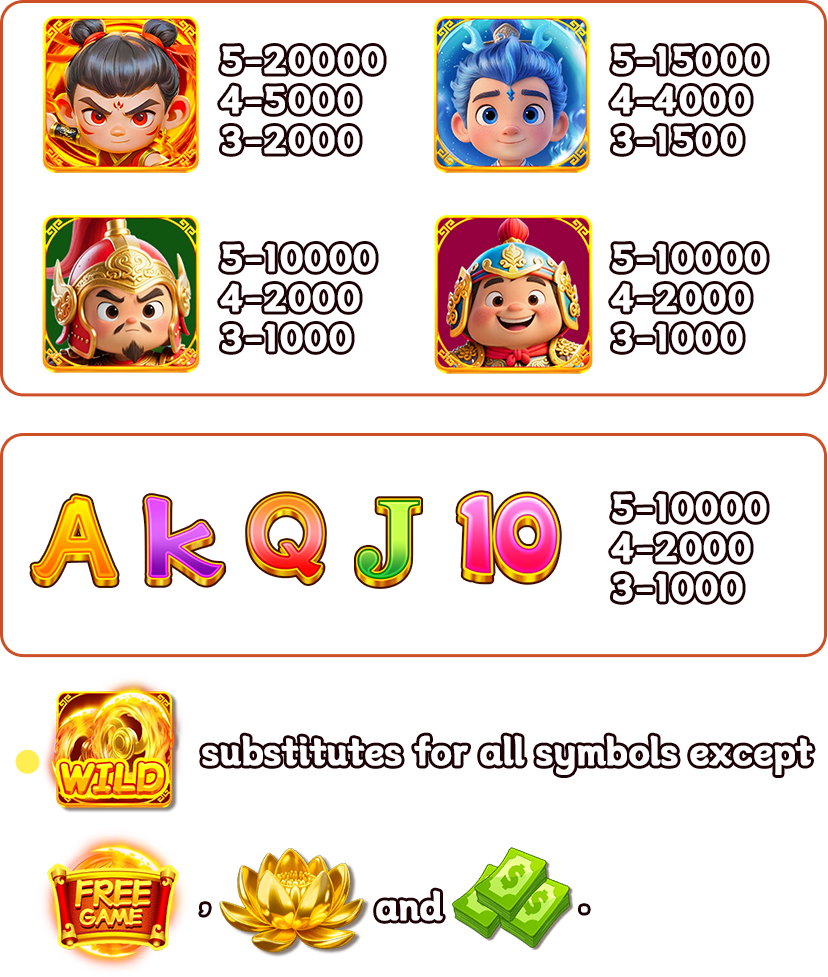 5-20000
4-5000
3-2000
5-15000
4-4000
3-1500
5-10000
4-2000
3-1000
5-10000
4-2000
3-1000
A K Q J 10
5-10000
4-2000
3-1000
WILD
substitutes for all symbols except
FREE
GAME
, and .